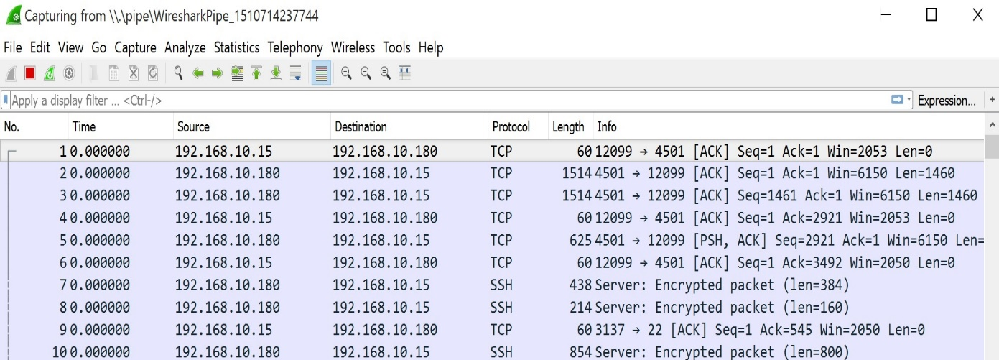 Capturing from \\.\pipe\WiresharkPipe_1510714237744
File Edit View Go Capture Analyze Statistics Telephony Wireless Tools Help
Apply a display filter ... <Ctrl-/> Expression... +
No. Time Source Destination Protocol Length Info
1 0.000000 192.168.10.15 192.168.10.180 TCP 60 12099 → 4501 [ACK] Seq=1 Ack=1 Win=2053 Len=0
2 0.000000 192.168.10.180 192.168.10.15 TCP 1514 4501 → 12099 [ACK] Seq=1 Ack=1 Win=6150 Len=1460
3 0.000000 192.168.10.180 192.168.10.15 TCP 1514 4501 → 12099 [ACK] Seq=1461 Ack=1 Win=6150 Len=1460
4 0.000000 192.168.10.15 192.168.10.180 TCP 60 12099 → 4501 [ACK] Seq=1 Ack=2921 Win=2053 Len=0
5 0.000000 192.168.10.180 192.168.10.15 TCP 625 4501 → 12099 [PSH, ACK] Seq=2921 Ack=1 Win=6150 Len=
6 0.000000 192.168.10.15 192.168.10.180 TCP 60 12099 → 4501 [ACK] Seq=1 Ack=3492 Win=2050 Len=0
7 0.000000 192.168.10.180 192.168.10.15 SSH 438 Server: Encrypted packet (len=384)
8 0.000000 192.168.10.180 192.168.10.15 SSH 214 Server: Encrypted packet (len=160)
9 0.000000 192.168.10.15 192.168.10.180 TCP 60 3137 → 22 [ACK] Seq=1 Ack=545 Win=2050 Len=0
10 0.000000 192.168.10.180 192.168.10.15 SSH 854 Server: Encrypted packet (len=800)